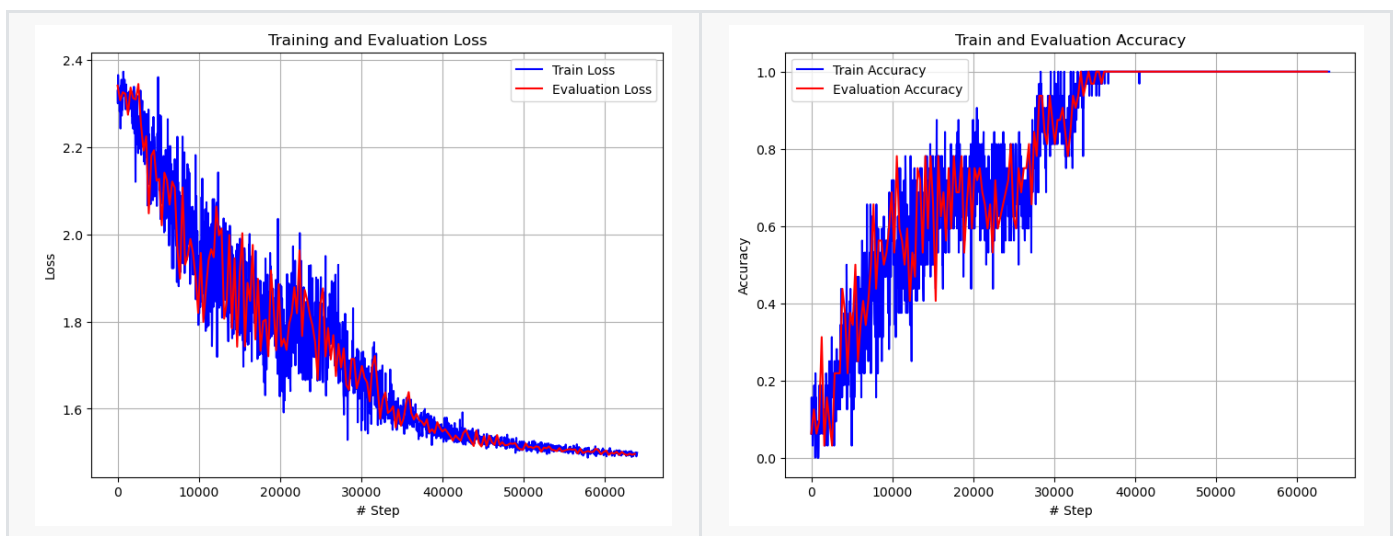 Training and Evaluation Loss
2.4
2.2
2.0
1.8
1.6
Loss
Train Loss
Evaluation Loss
0 10000 20000 30000 40000 50000 60000
# Step
Train and Evaluation Accuracy
1.0
0.8
0.6
0.4
0.2
0.0
Accuracy
Train Accuracy
Evaluation Accuracy
0 10000 20000 30000 40000 50000 60000
# Step